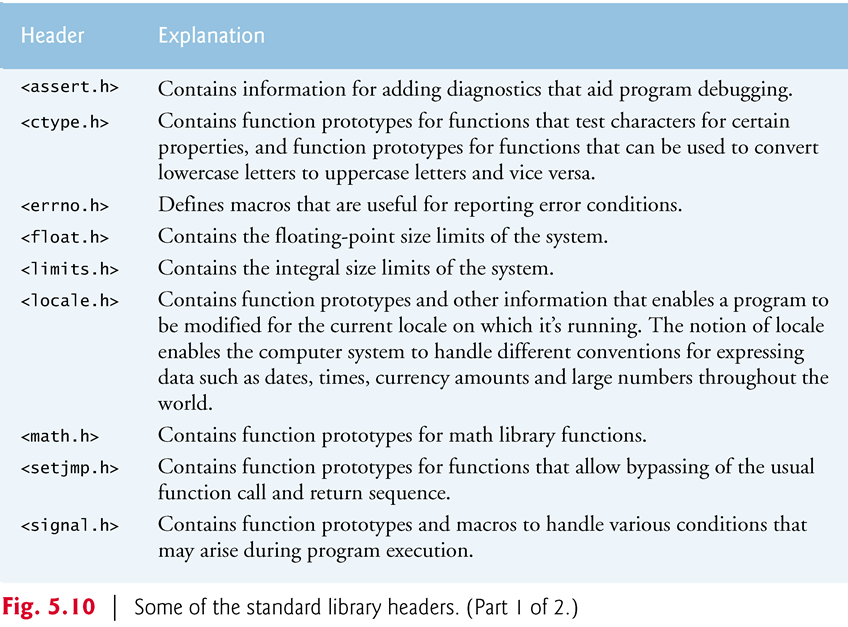 Header Explanation
<assert.h> Contains information for adding diagnostics that aid program debugging.
<ctype.h> Contains function prototypes for functions that test characters for certain
properties, and function prototypes for functions that can be used to convert
lowercase letters to uppercase letters and vice versa.
<errno.h> Defines macros that are useful for reporting error conditions.
<float.h> Contains the floating-point size limits of the system.
<limits.h> Contains the integral size limits of the system.
<locale.h> Contains function prototypes and other information that enables a program to
be modified for the current locale on which it’s running. The notion of locale
enables the computer system to handle different conventions for expressing
data such as dates, times, currency amounts and large numbers throughout the
world.
<math.h> Contains function prototypes for math library functions.
<setjmp.h> Contains function prototypes for functions that allow bypassing of the usual
function call and return sequence.
<signal.h> Contains function prototypes and macros to handle various conditions that
may arise during program execution.
Fig. 5.10 | Some of the standard library headers. (Part 1 of 2.)